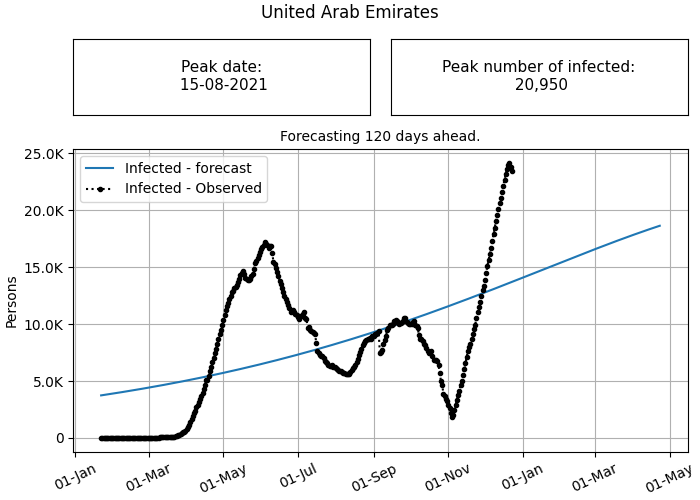 United Arab Emirates
Peak date:
15-08-2021
Peak number of infected:
20,950
Forecasting 120 days ahead.
Infected - forecast
Infected - Observed
Persons
25.0K
20.0K
15.0K
10.0K
5.0K
0
01-Jan
01-Mar
01-May
01-Jul
01-Sep
01-Nov
01-Jan
01-Mar
01-May